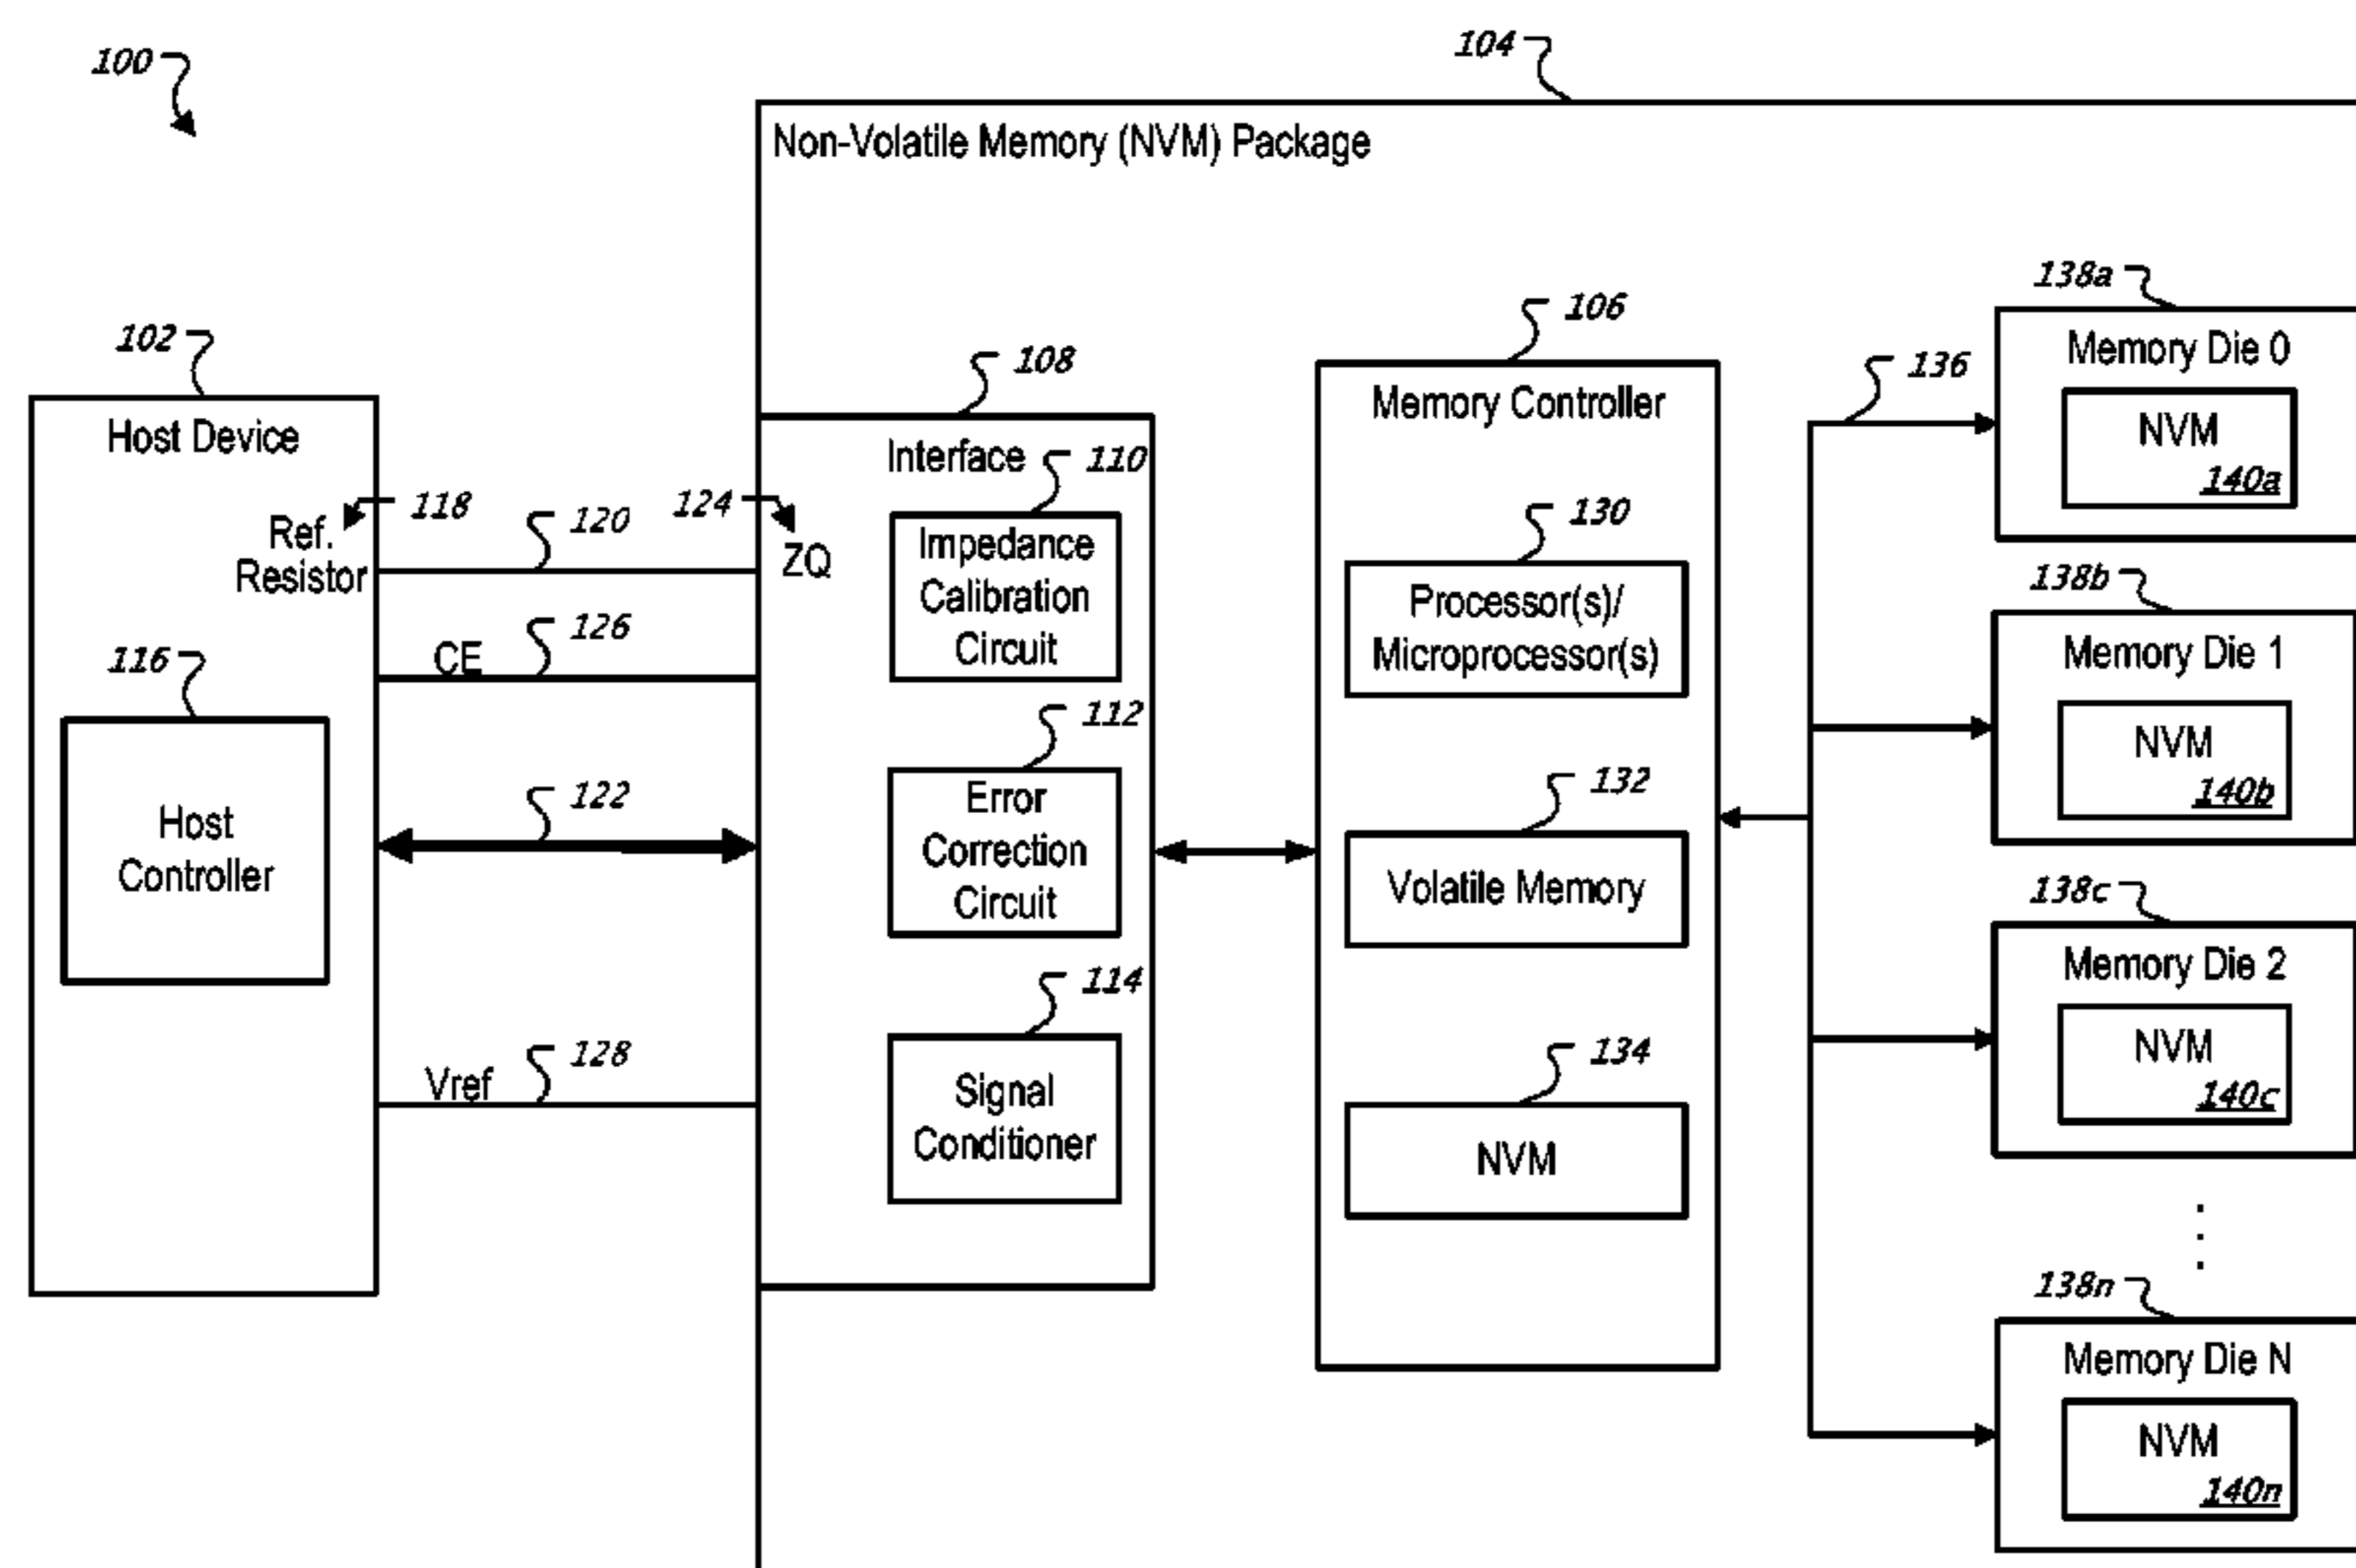 100
104
Non-Volatile Memory (NVM) Package
102
Host Device
118
Ref.
Resistor
116
Host
Controller
120
CE
126
122
Vref
128
124
ZQ
108
Interface
110
Impedance
Calibration
Circuit
112
Error
Correction
Circuit
114
Signal
Conditioner
106
Memory Controller
130
Processor(s)/
Microprocessor(s)
132
Volatile Memory
134
NVM
136
138a
Memory Die 0
NVM
140a
138b
Memory Die 1
NVM
140b
138c
Memory Die 2
NVM
140c
138n
Memory Die N
NVM
140n